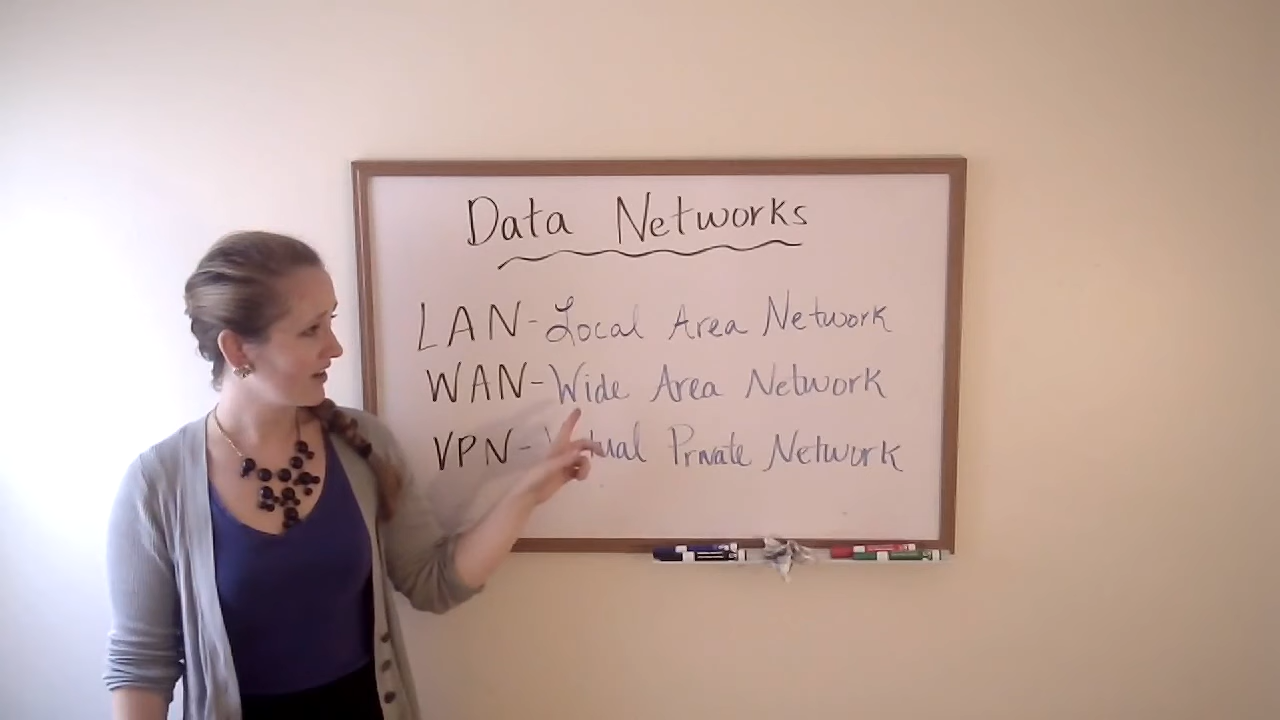 Data Networks
LAN - Local Area Network
WAN - Wide Area Network
VPN - Private Network